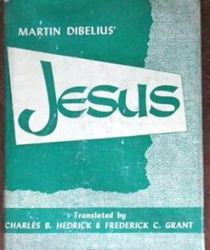 MARTIN DIBELIUS'
JESUS
Translated by
CHARLES B. HEDRICK & FREDERICK C. GRANT